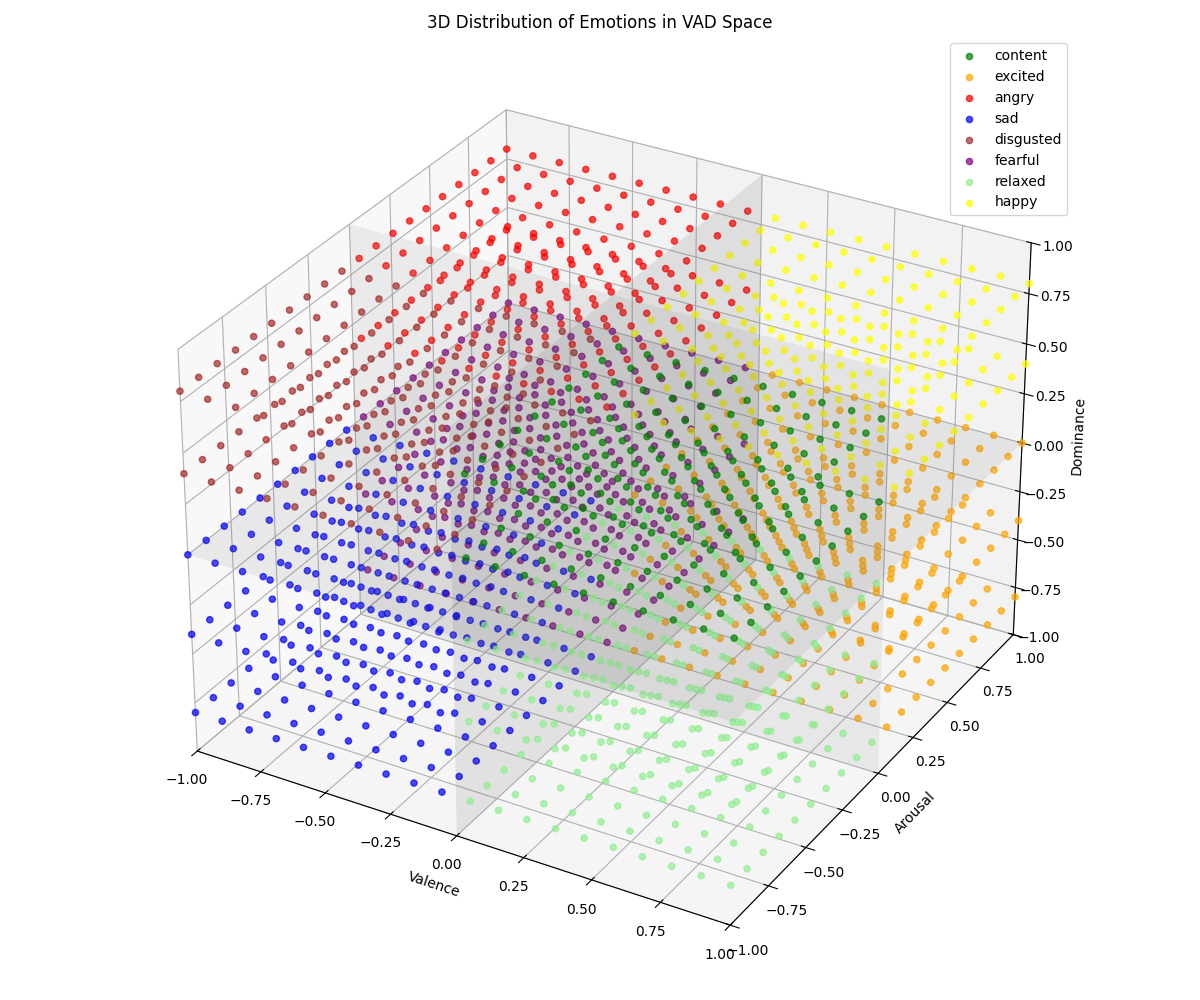 3D Distribution of Emotions in VAD Space
content
excited
angry
sad
disgusted
fearful
relaxed
happy
1.00
0.75
0.50
0.25
0.00
−0.25
−0.50
−0.75
−1.00
Dominance
1.00
0.75
0.50
0.25
0.00
−0.25
−0.50
−0.75
−1.00
Arousal
−1.00
−0.75
−0.50
−0.25
0.00
0.25
0.50
0.75
1.00
Valence